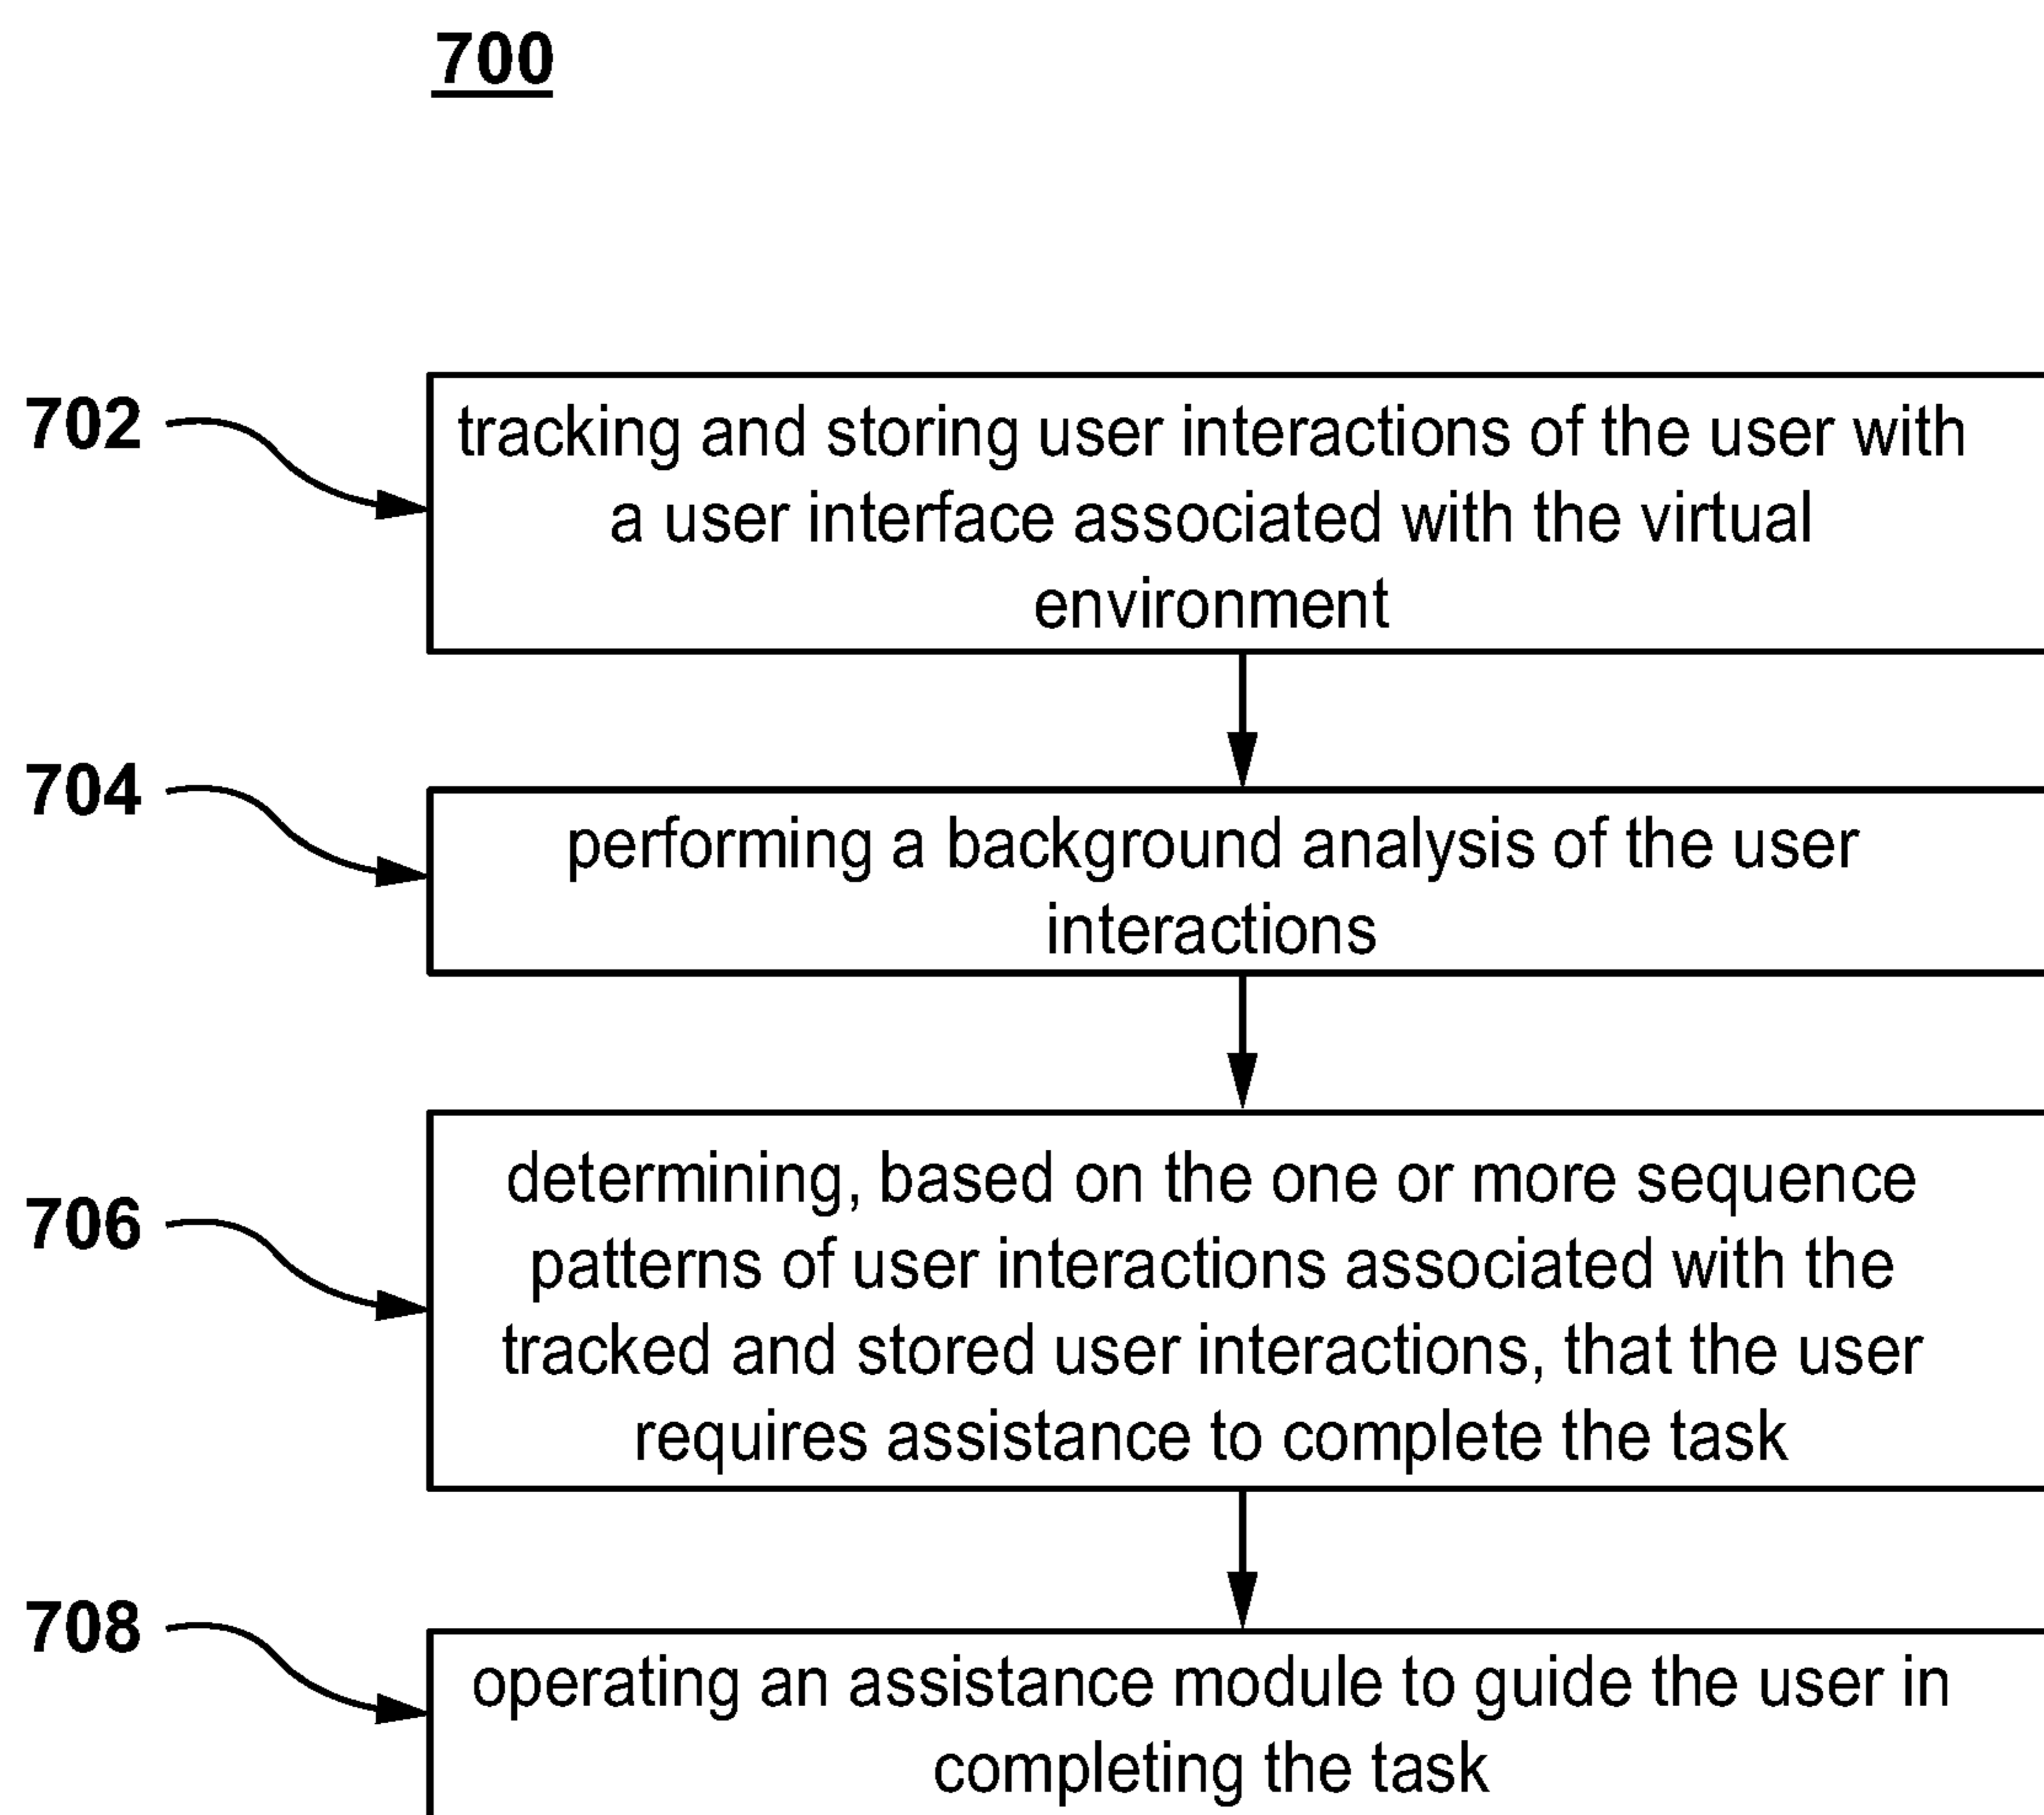 700
702
tracking and storing user interactions of the user with
a user interface associated with the virtual
environment
704
performing a background analysis of the user
interactions
706
determining, based on the one or more sequence
patterns of user interactions associated with the
tracked and stored user interactions, that the user
requires assistance to complete the task
708
operating an assistance module to guide the user in
completing the task